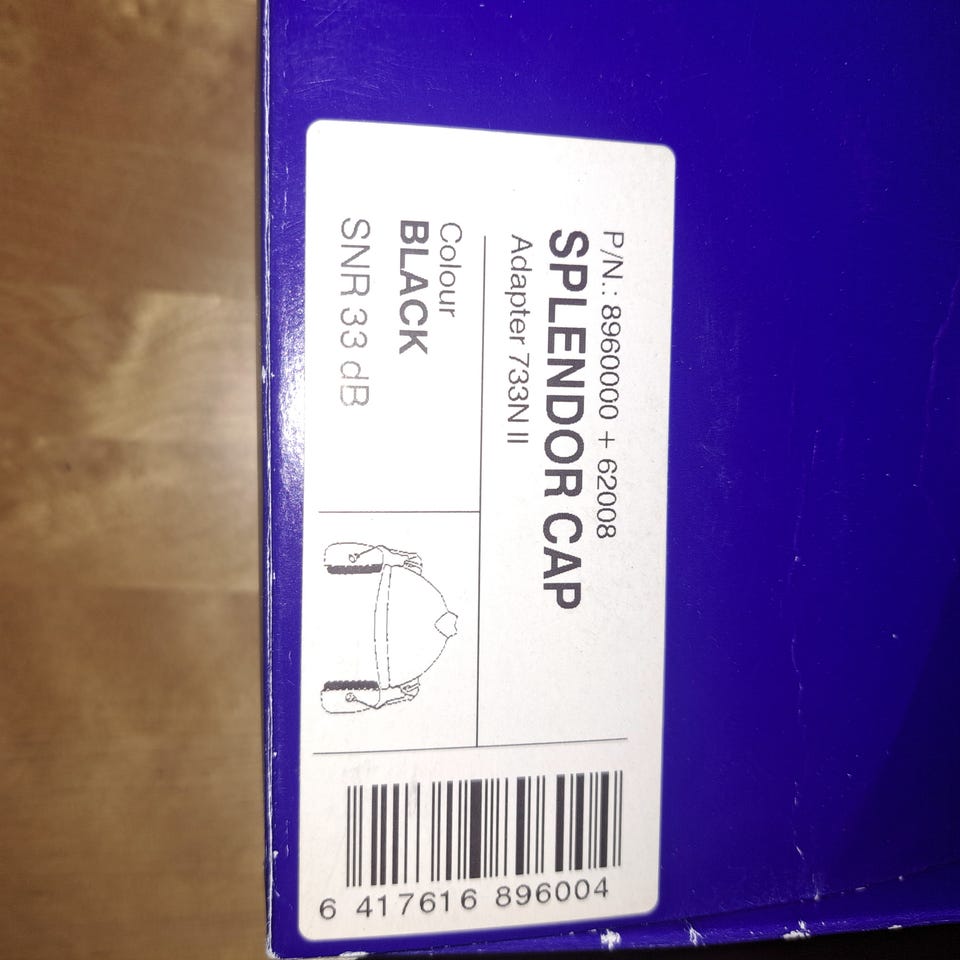 P/N.: 8960000 + 62008
SPLENDOR CAP
Adapter 733N II
Colour
BLACK
SNR 33 dB
6 417616 896004